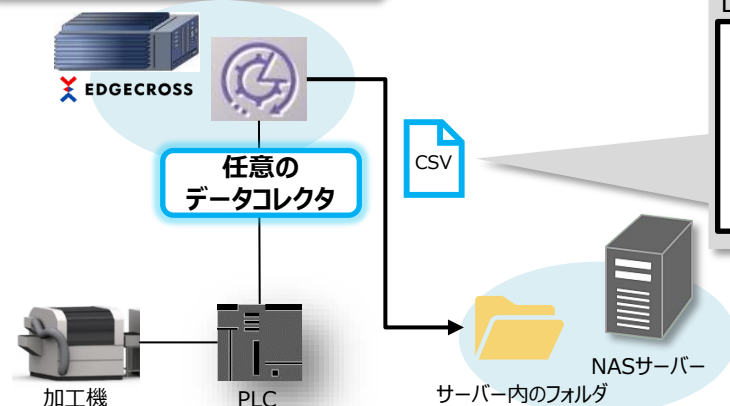 EDGECROSS
任意の
データコレクタ
CSV
NASサーバー
サーバー内のフォルダ
加工機
PLC